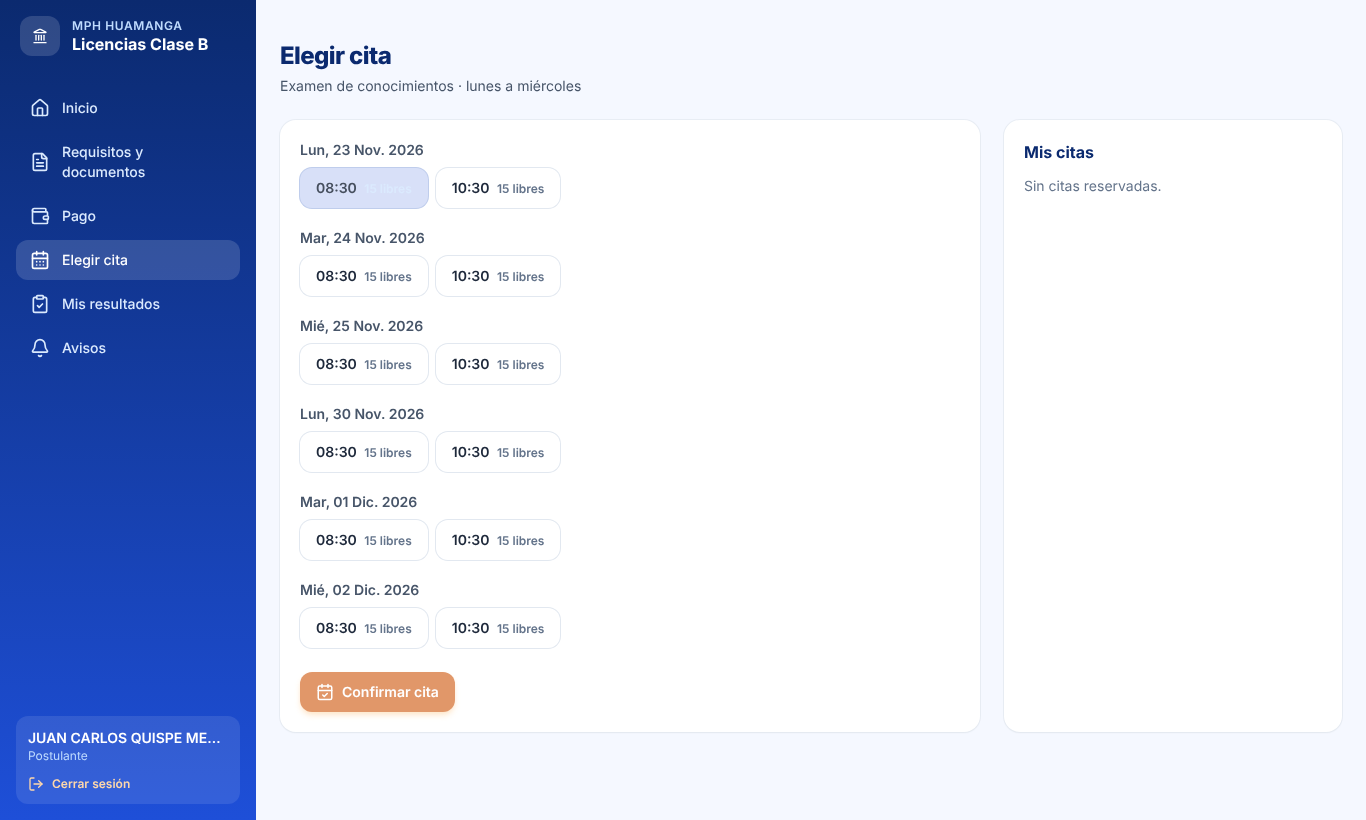 MPH HUAMANGA
Licencias Clase B
Inicio
Requisitos y
documentos
Pago
Elegir cita
Mis resultados
Avisos
JUAN CARLOS QUISPE ME...
Postulante
Cerrar sesión
Elegir cita
Examen de conocimientos · lunes a miércoles
Lun, 23 Nov. 2026
08:30 15 libres 10:30 15 libres
Mar, 24 Nov. 2026
08:30 15 libres 10:30 15 libres
Mié, 25 Nov. 2026
08:30 15 libres 10:30 15 libres
Lun, 30 Nov. 2026
08:30 15 libres 10:30 15 libres
Mar, 01 Dic. 2026
08:30 15 libres 10:30 15 libres
Mié, 02 Dic. 2026
08:30 15 libres 10:30 15 libres
Confirmar cita
Mis citas
Sin citas reservadas.